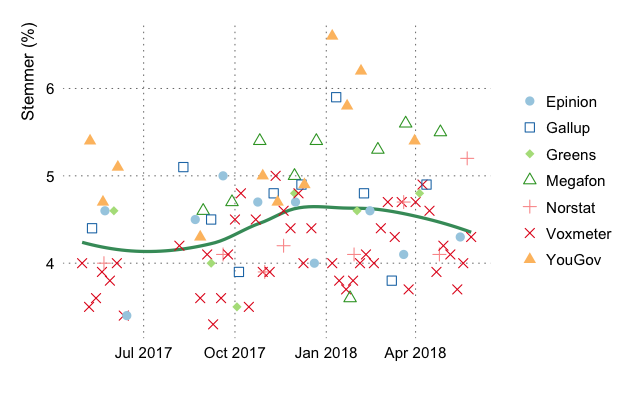 Stemmer (%)
6
5
4
Jul 2017
Oct 2017
Jan 2018
Apr 2018
Epinion
Gallup
Greens
Megafon
Norstat
Voxmeter
YouGov